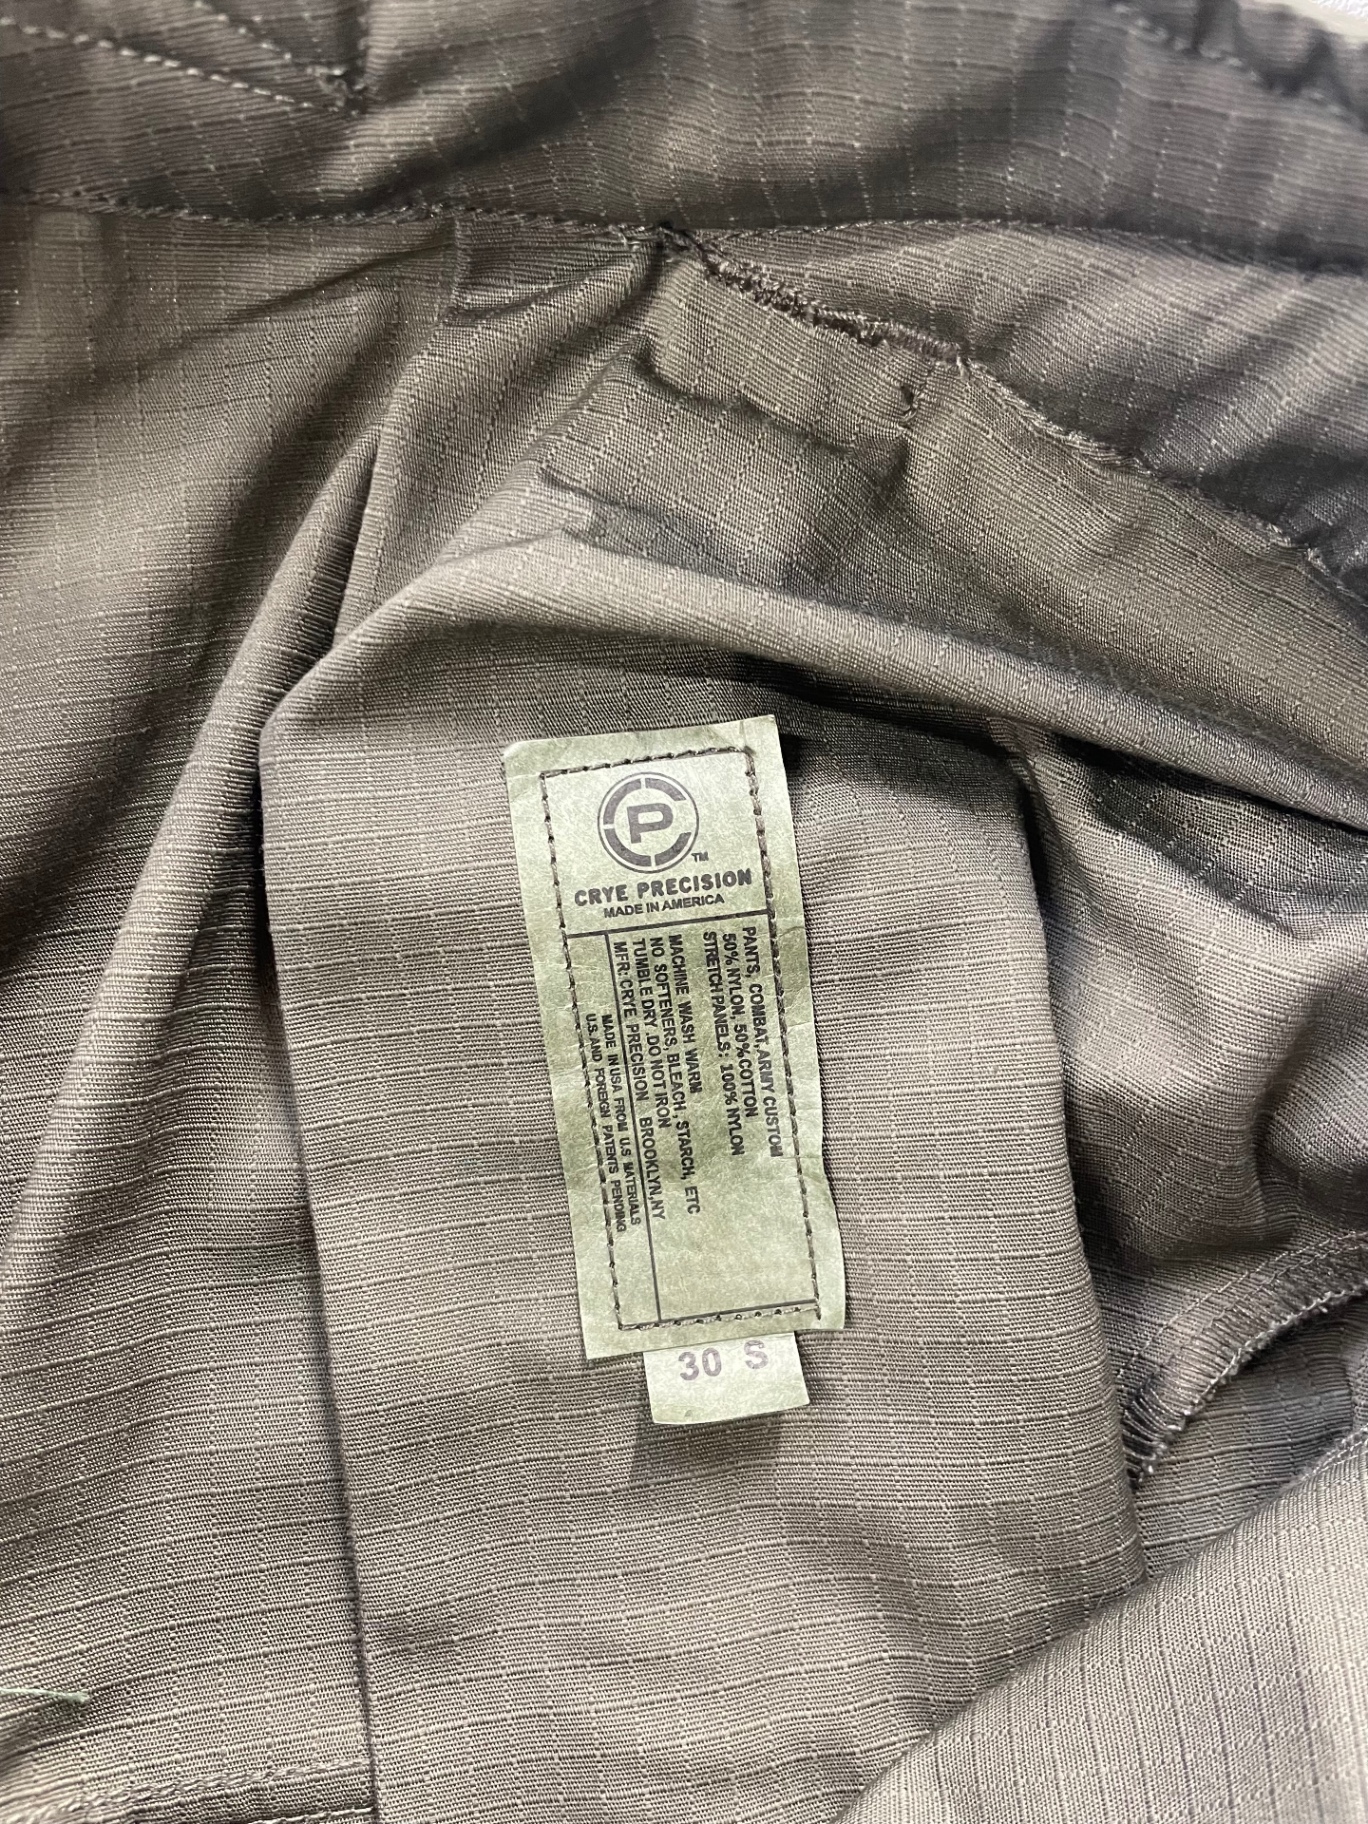 CP
TM
CRYE PRECISION
MADE IN AMERICA
PANTS, COMBAT, ARMY CUSTOM
50% NYLON, 50% COTTON
STRETCH PANELS: 100% NYLON
MACHINE WASH WARM
NO SOFTENERS, BLEACH, STARCH, ETC
TUMBLE DRY. DO NOT IRON
MFR: CRYE PRECISION BROOKLYN, NY
MADE IN USA FROM U.S MATERIALS
U.S. AND FOREIGN PATENTS PENDING
30 S